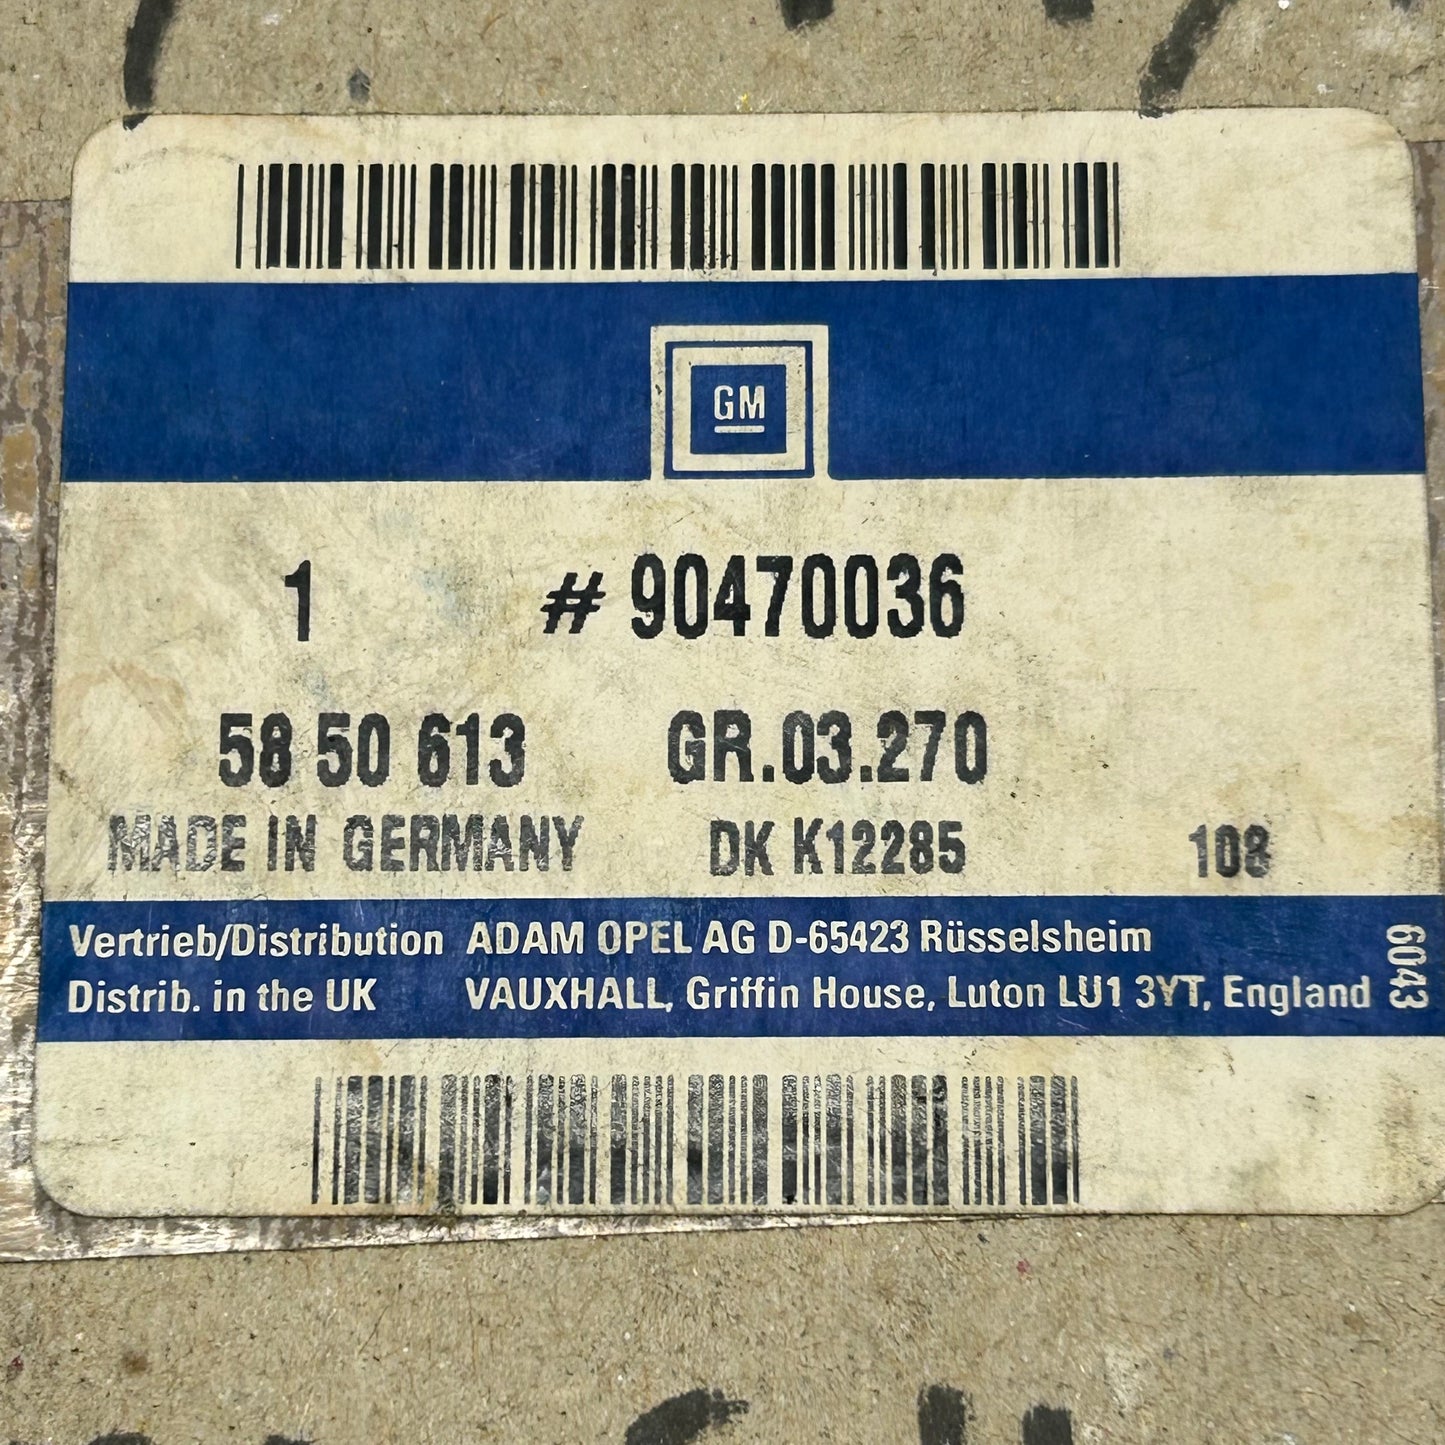 GM
1 # 90470036
58 50 613 GR.03.270
MADE IN GERMANY DK K12285 108
Vertrieb/Distribution ADAM OPEL AG D-65423 Rüsselsheim
Distrib. in the UK VAUXHALL, Griffin House, Luton LU1 3YT, England
6043